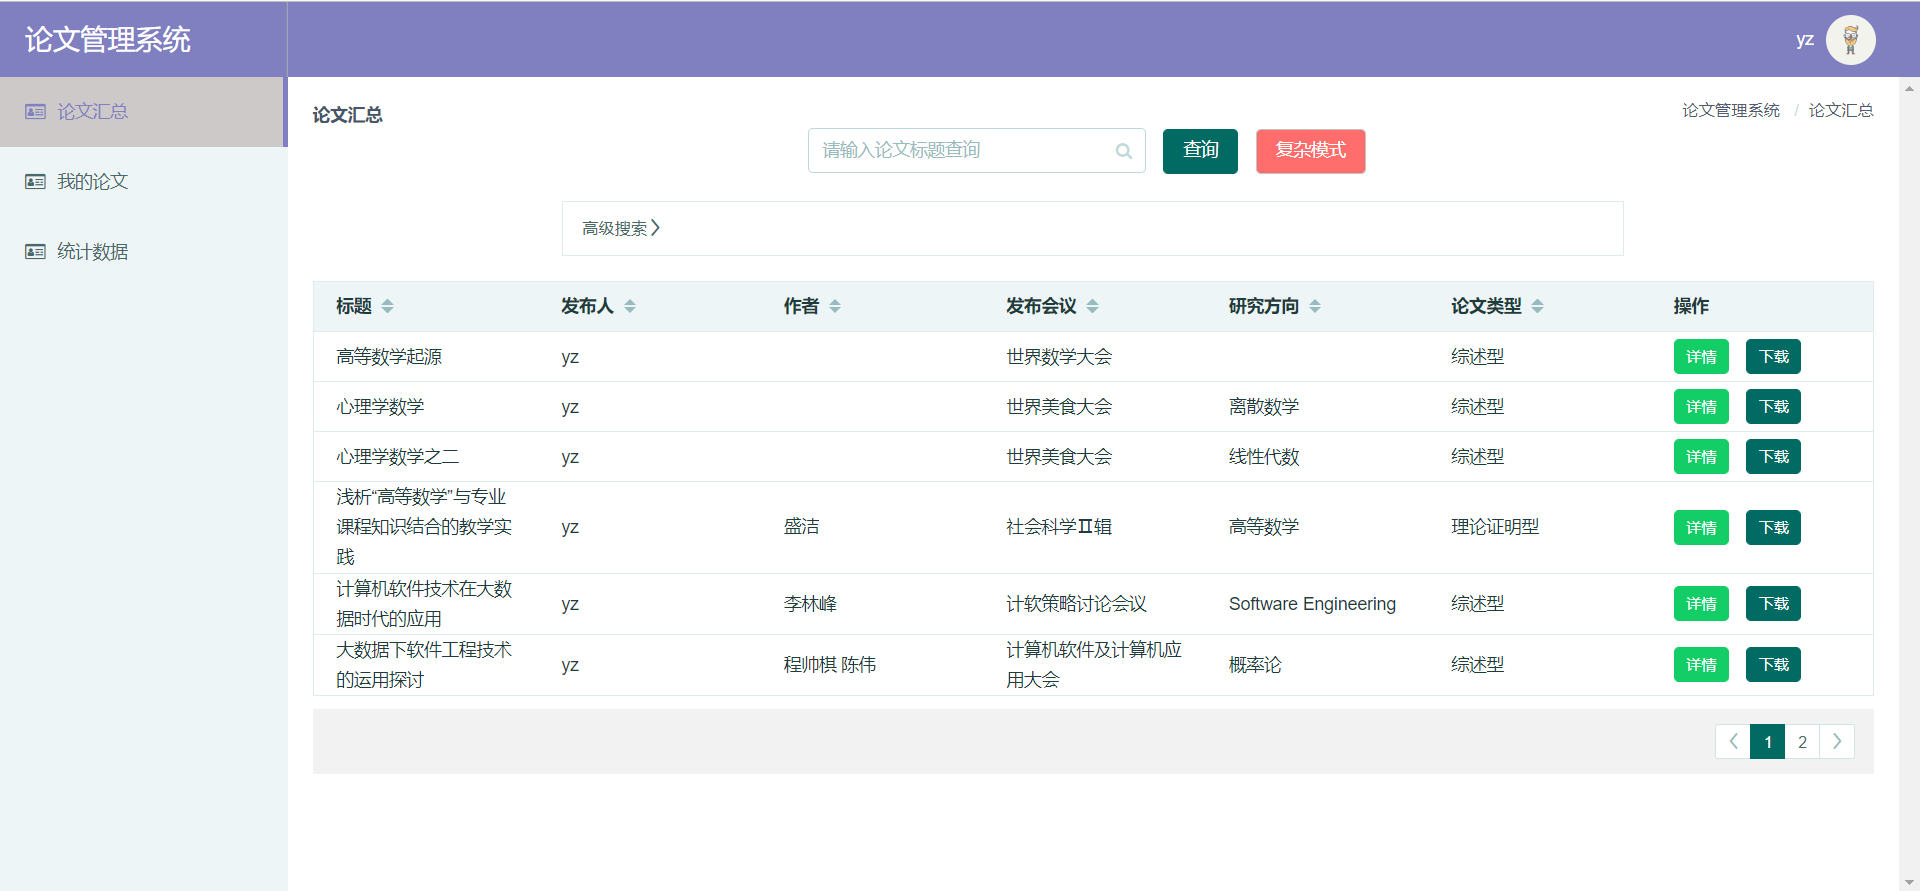 论文管理系统
yz
论文汇总
我的论文
统计数据
论文汇总
论文管理系统 / 论文汇总
请输入论文标题查询
查询
复杂模式
高级搜索
标题 发布人 作者 发布会议 研究方向 论文类型 操作
高等数学起源 yz 世界数学大会 综述型 详情 下载
心理学数学 yz 世界美食大会 离散数学 综述型 详情 下载
心理学数学之二 yz 世界美食大会 线性代数 综述型 详情 下载
浅析“高等数学”与专业
课程知识结合的教学实
践
yz 盛洁 社会科学Ⅱ辑 高等数学 理论证明型 详情 下载
计算机软件技术在大数
据时代的应用
yz 李林峰 计软策略讨论会议 Software Engineering 综述型 详情 下载
大数据下软件工程技术
的运用探讨
yz 程帅棋 陈伟
计算机软件及计算机应
用大会
概率论 综述型 详情 下载
1 2